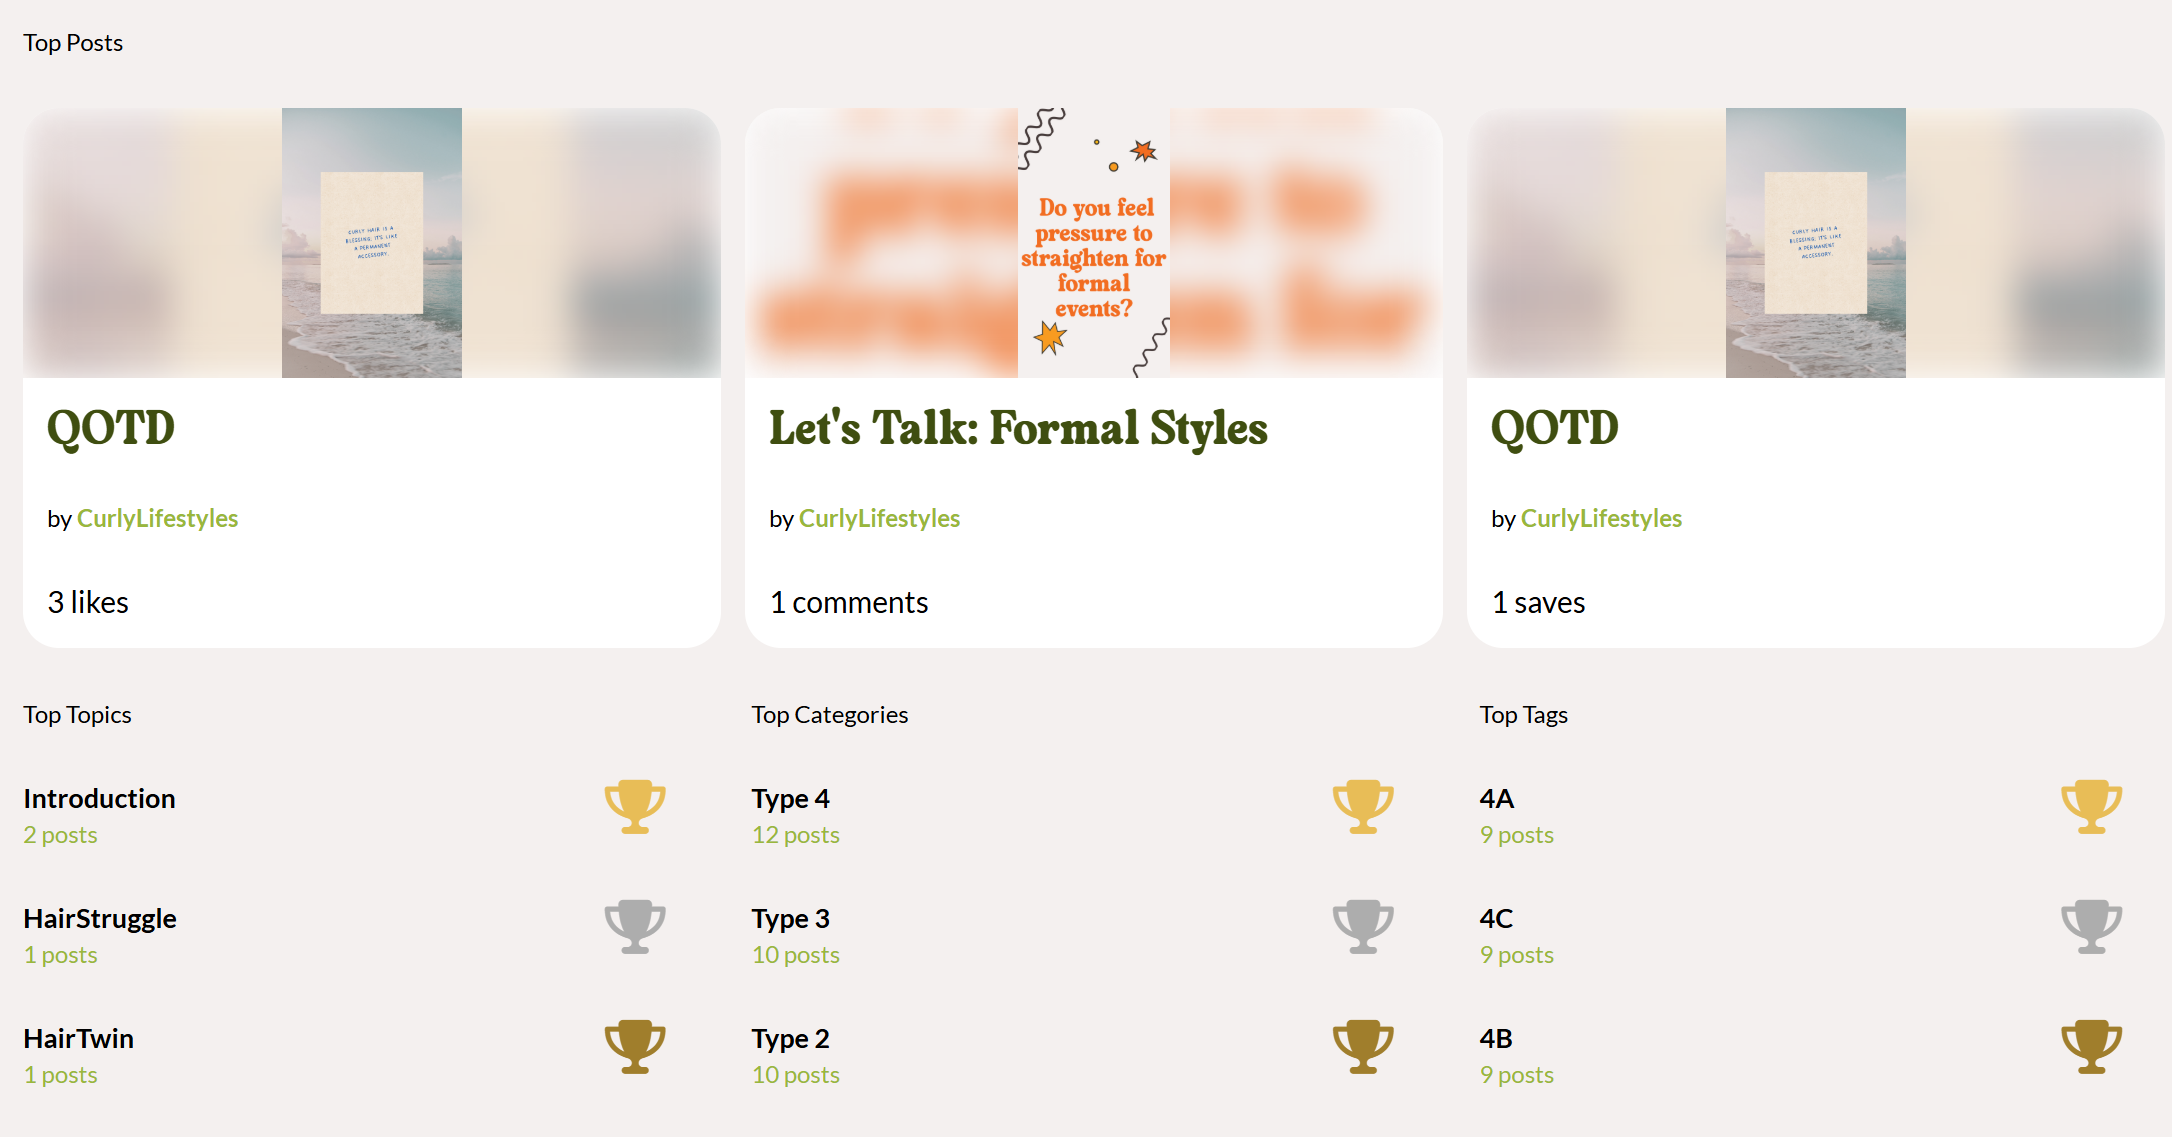 Top Posts
CURLY HAIR IS A
BLESSING. IT'S LIKE
A PERMANENT
ACCESSORY.
Do you feel
pressure to
straighten for
formal
events?
CURLY HAIR IS A
BLESSING. IT'S LIKE
A PERMANENT
ACCESSORY.
QOTD
by CurlyLifestyles
3 likes
Let's Talk: Formal Styles
by CurlyLifestyles
1 comments
QOTD
by CurlyLifestyles
1 saves
Top Topics
Introduction
2 posts
HairStruggle
1 posts
HairTwin
1 posts
Top Categories
Type 4
12 posts
Type 3
10 posts
Type 2
10 posts
Top Tags
4A
9 posts
4C
9 posts
4B
9 posts